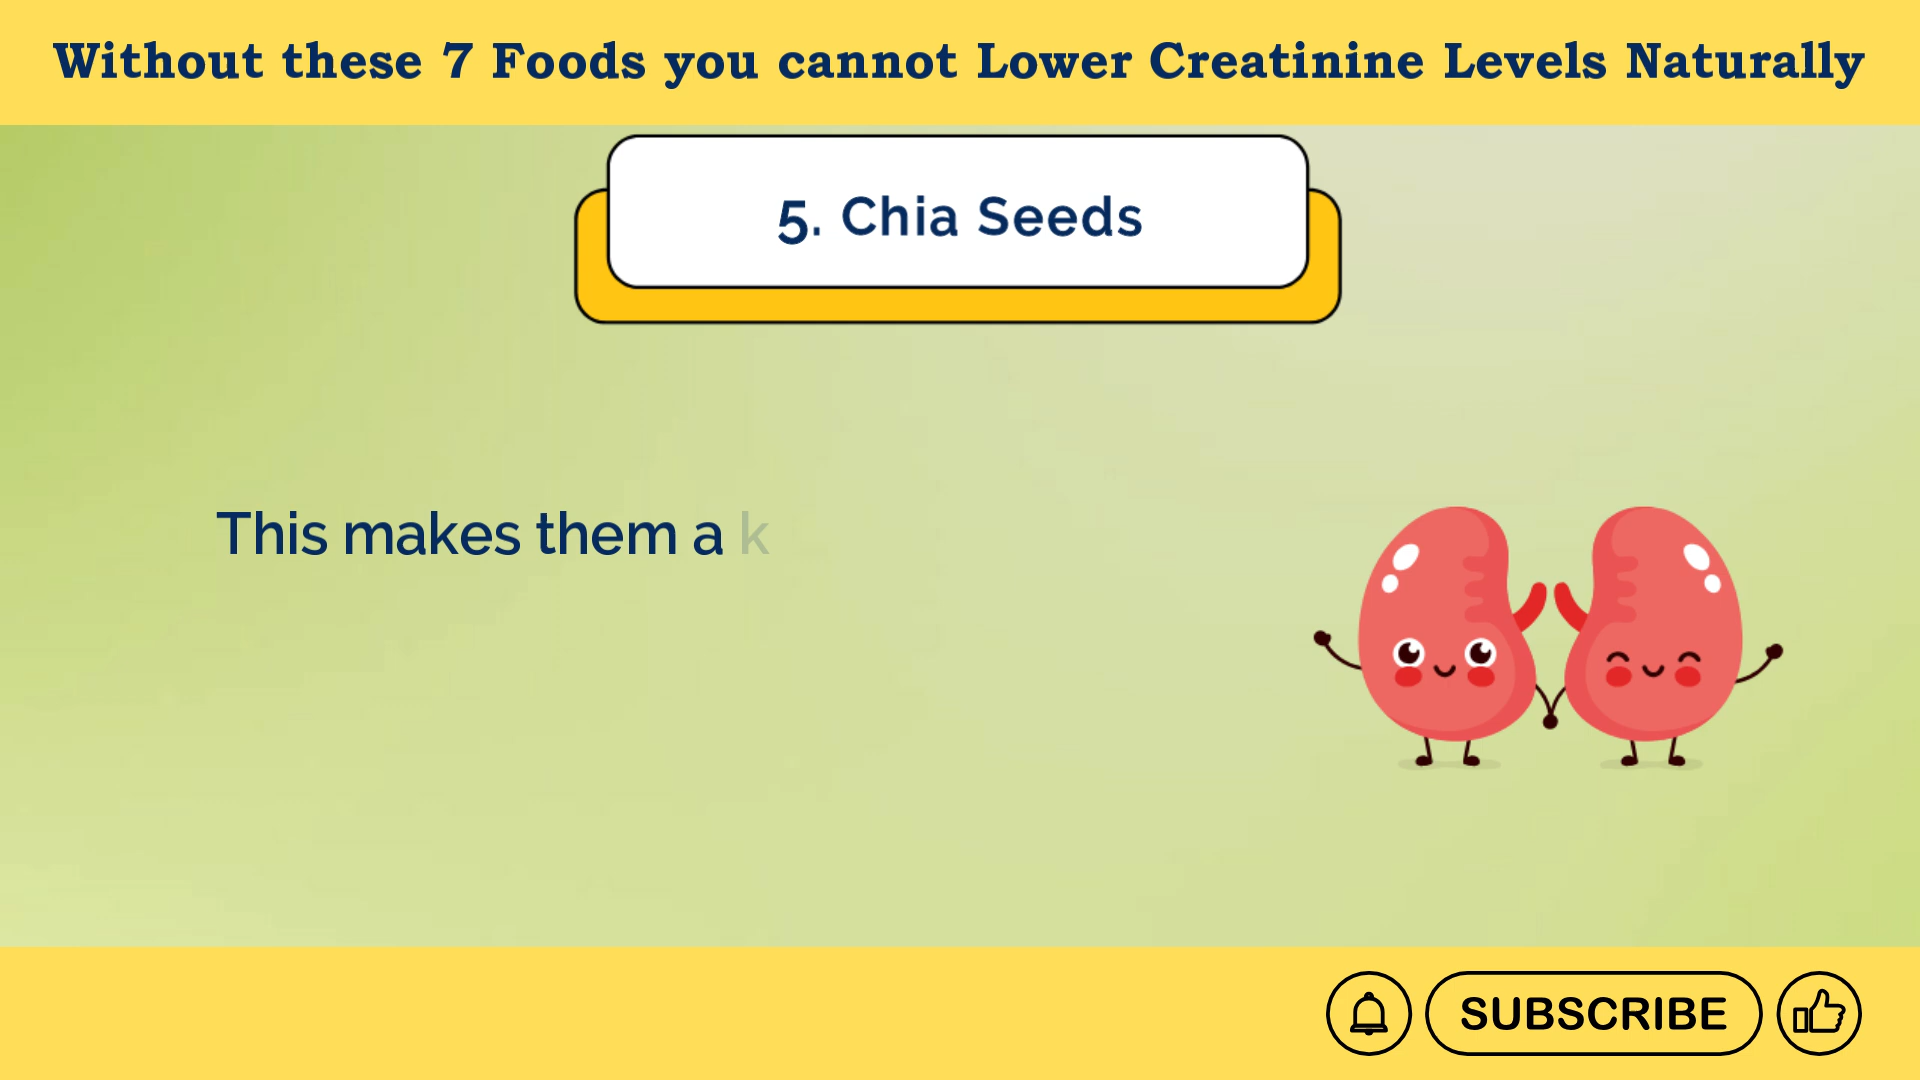 Without these 7 Foods you cannot Lower Creatinine Levels Naturally
5. Chia Seeds
This makes them a k
SUBSCRIBE